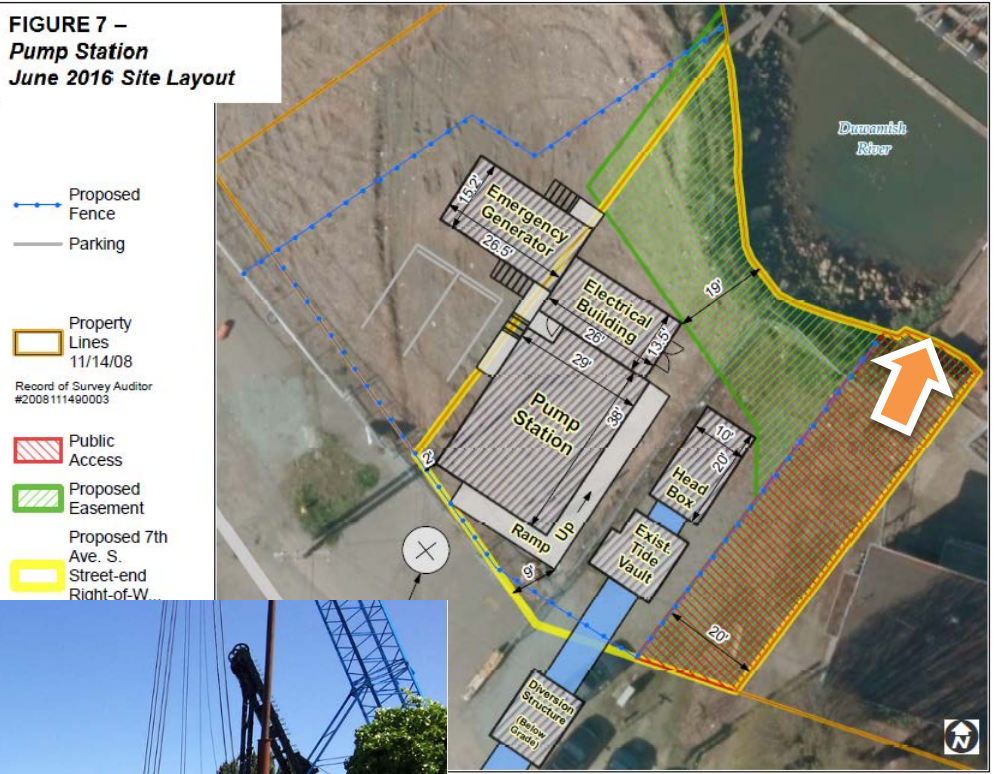 FIGURE 7 –
Pump Station
June 2016 Site Layout
Proposed
Fence
Parking
Property
Lines
11/14/08
Record of Survey Auditor
#2008111490003
Public
Access
Proposed
Easement
Proposed 7th
Ave. S.
Street-end
Right-of-W...
Duwamish
River
Emergency
Generator
15.2'
26.5'
Electrical
Building
26'
13.5'
19'
29'
38'
Pump
Station
Ramp
Up
2'
10'
20'
Head
Box
Exist.
Tide
Vault
20'
Diversion
Structure
(Below
Grade)
N